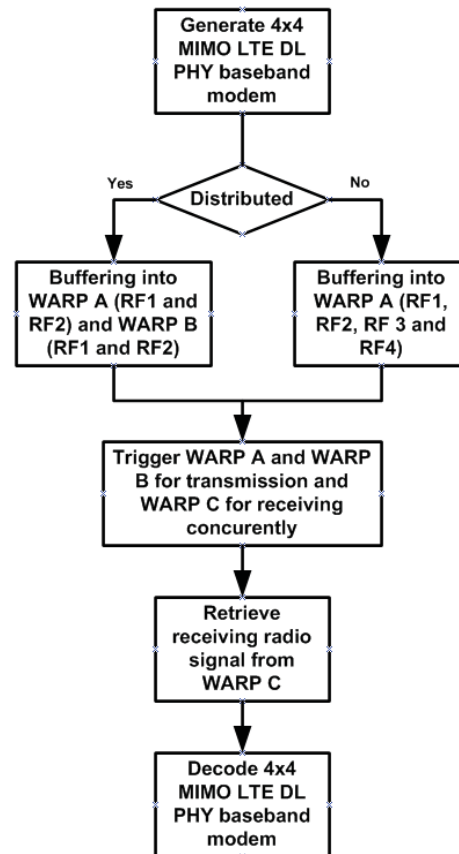 Generate 4x4
MIMO LTE DL
PHY baseband
modem
Yes
Distributed
No
Buffering into
WARP A (RF1 and
RF2) and WARP B
(RF1 and RF2)
Buffering into
WARP A (RF1,
RF2, RF 3 and
RF4)
Trigger WARP A and WARP
B for transmission and
WARP C for receiving
concurently
Retrieve
receiving radio
signal from
WARP C
Decode 4x4
MIMO LTE DL
PHY baseband
modem